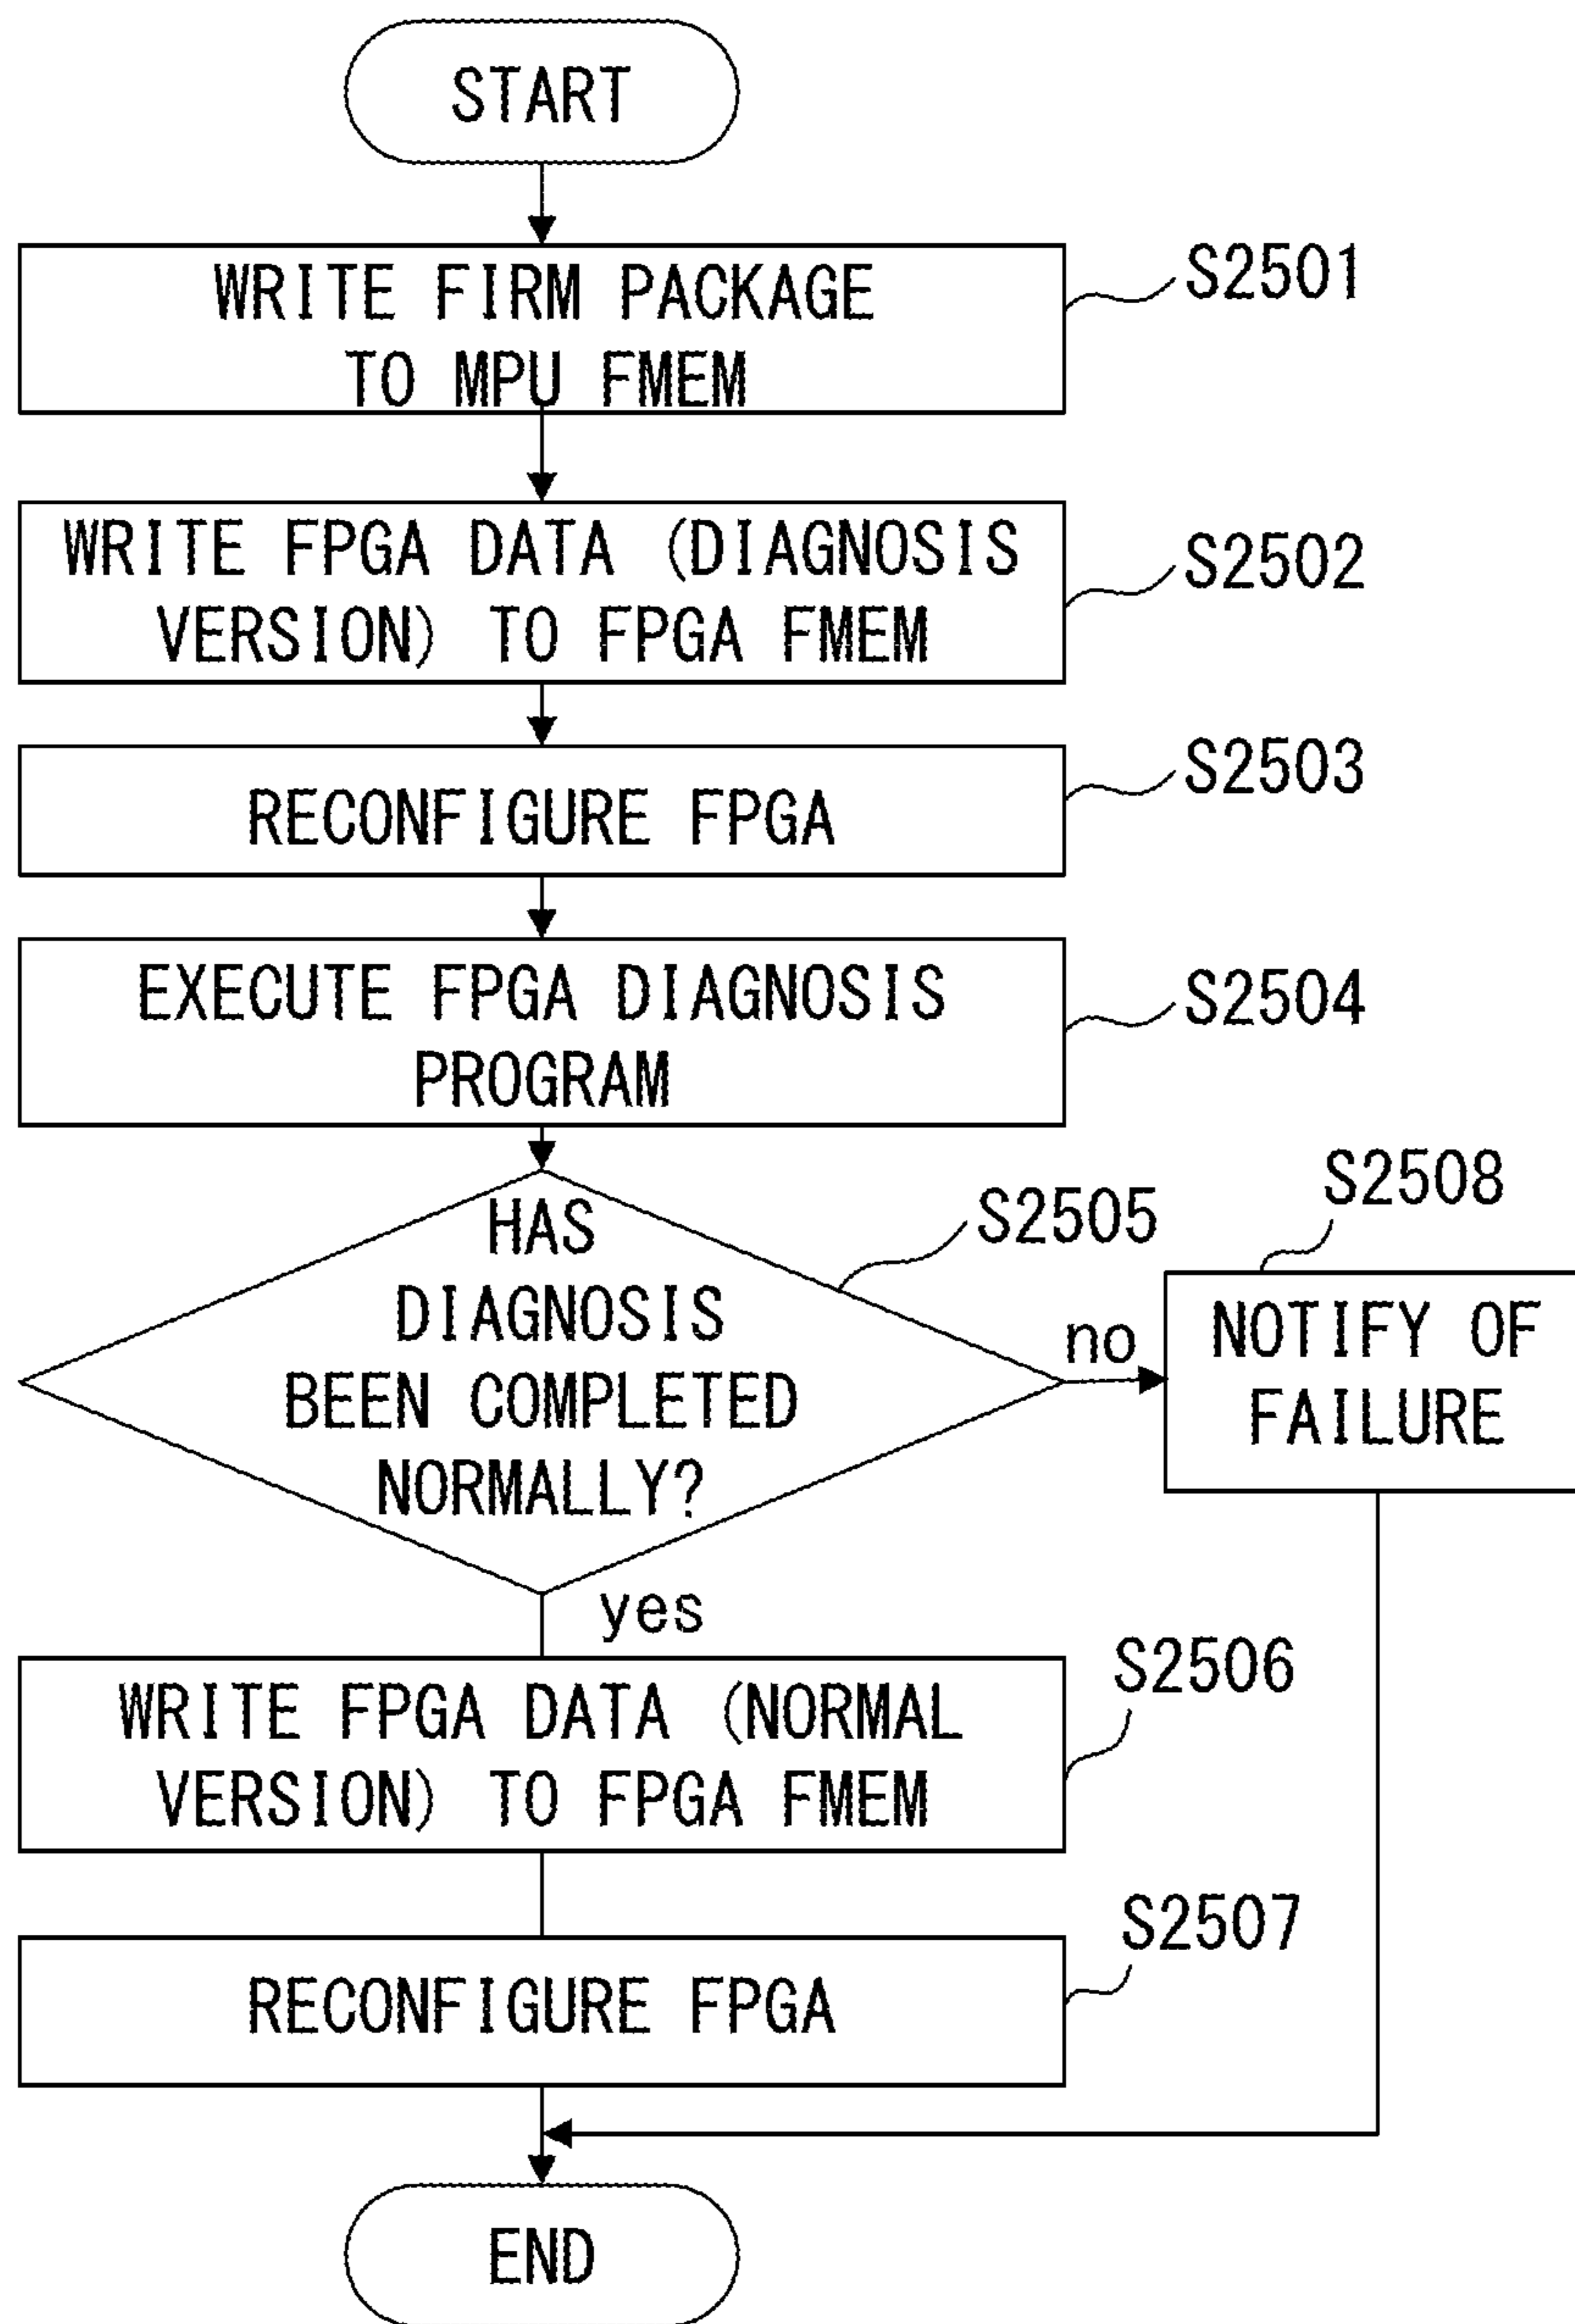 START
WRITE FIRM PACKAGE
TO MPU FMEM
S2501
WRITE FPGA DATA (DIAGNOSIS
VERSION) TO FPGA FMEM
S2502
RECONFIGURE FPGA
S2503
EXECUTE FPGA DIAGNOSIS
PROGRAM
S2504
HAS
DIAGNOSIS
BEEN COMPLETED
NORMALLY?
S2505
no
S2508
NOTIFY OF
FAILURE
yes
WRITE FPGA DATA (NORMAL
VERSION) TO FPGA FMEM
S2506
RECONFIGURE FPGA
S2507
END